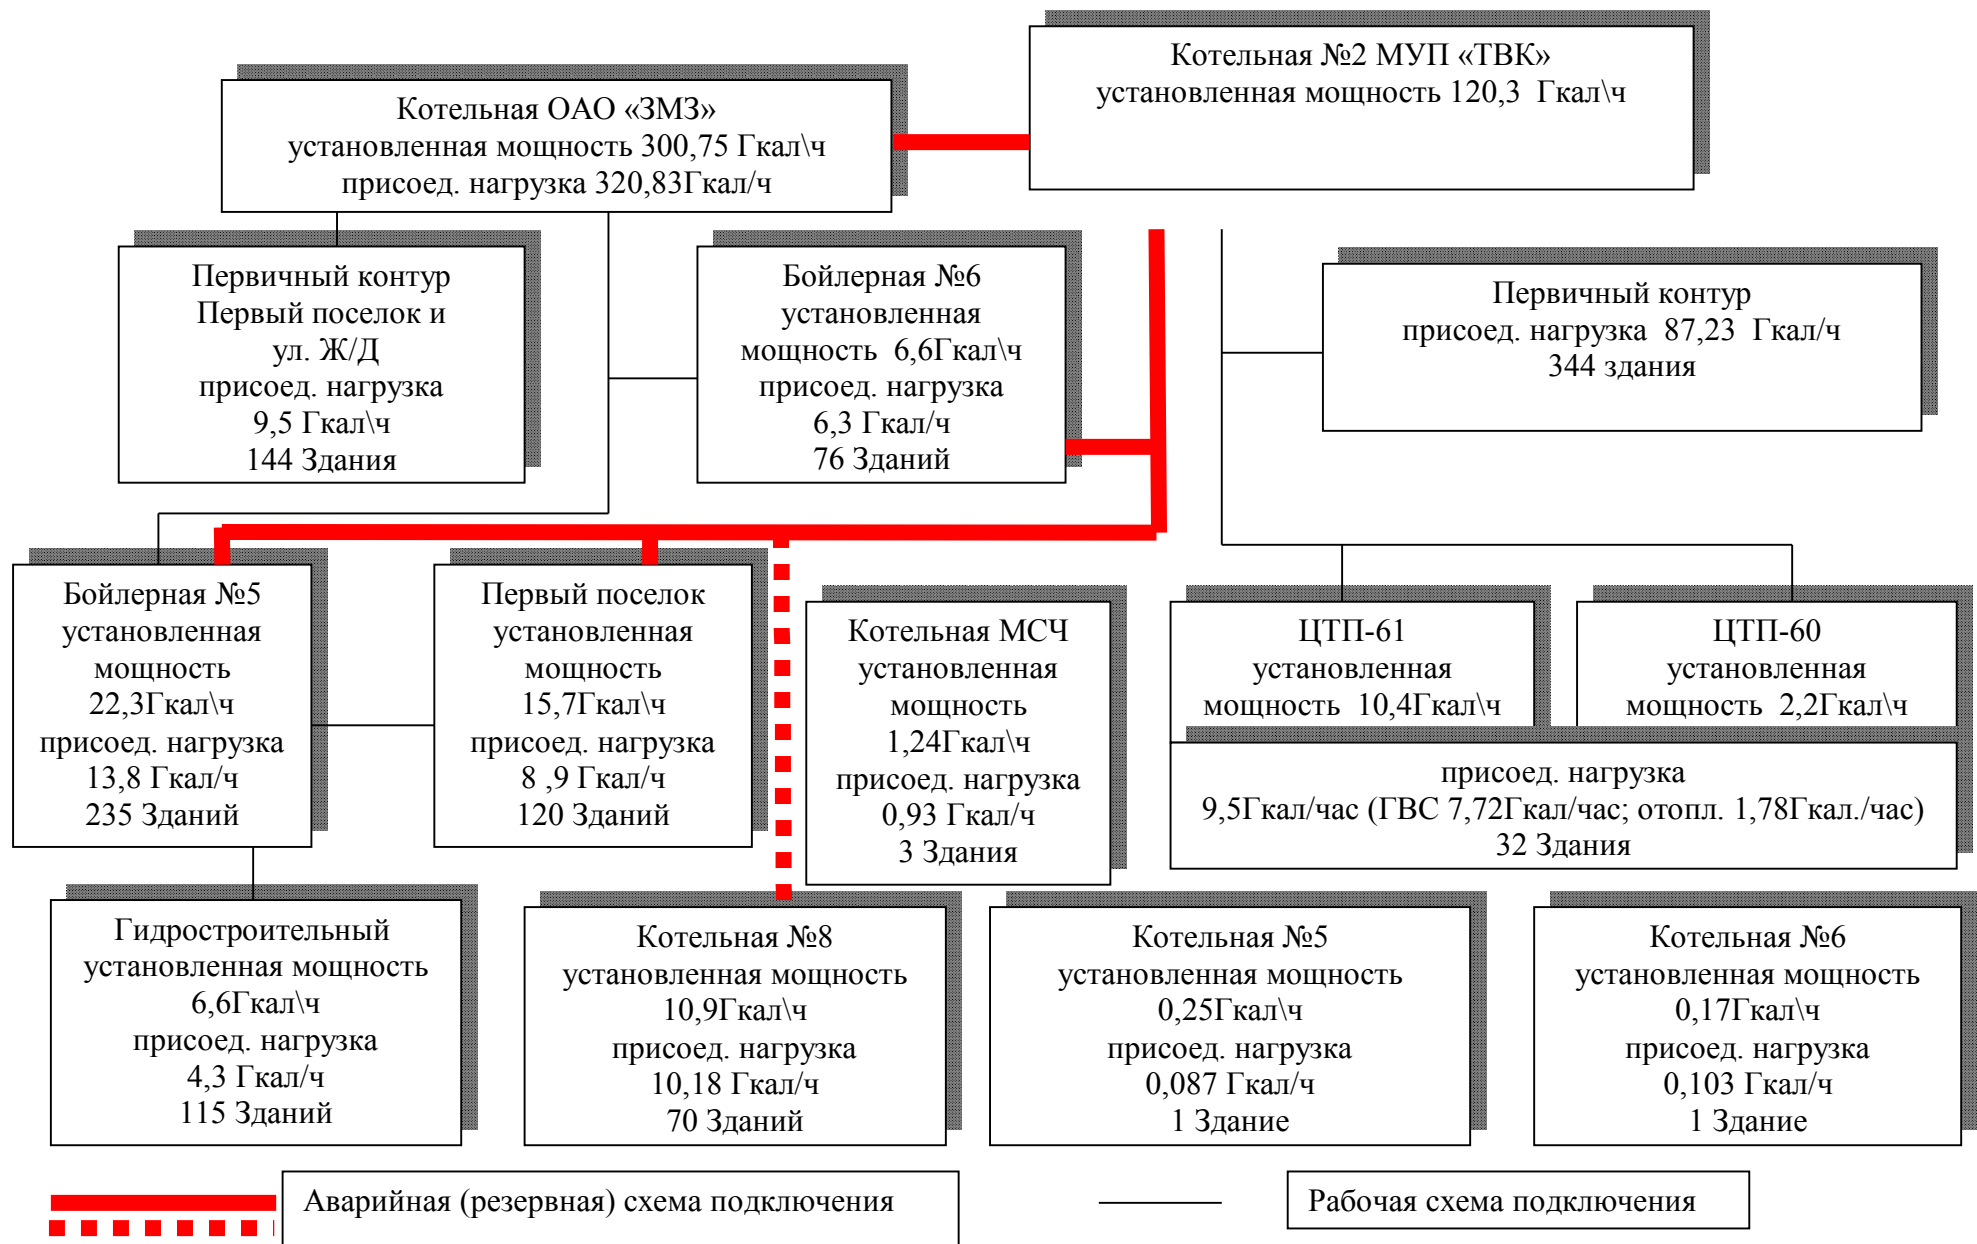 Котельная №2 МУП «ТВК»
установленная мощность 120,3 Гкал\ч
Котельная ОАО «ЗМЗ»
установленная мощность 300,75 Гкал\ч
присоед. нагрузка 320,83Гкал/ч
Первичный контур
Первый поселок и
ул. Ж/Д
присоед. нагрузка
9,5 Гкал\ч
144 Здания
Бойлерная №6
установленная
мощность 6,6Гкал\ч
присоед. нагрузка
6,3 Гкал/ч
76 Зданий
Первичный контур
присоед. нагрузка 87,23 Гкал/ч
344 здания
Бойлерная №5
установленная
мощность
22,3Гкал\ч
присоед. нагрузка
13,8 Гкал/ч
235 Зданий
Первый поселок
установленная
мощность
15,7Гкал\ч
присоед. нагрузка
8 ,9 Гкал/ч
120 Зданий
Котельная МСЧ
установленная
мощность
1,24Гкал\ч
присоед. нагрузка
0,93 Гкал/ч
3 Здания
ЦТП-61
установленная
мощность 10,4Гкал\ч
ЦТП-60
установленная
мощность 2,2Гкал\ч
присоед. нагрузка
9,5Гкал/час (ГВС 7,72Гкал/час; отопл. 1,78Гкал./час)
32 Здания
Гидростроительный
установленная мощность
6,6Гкал\ч
присоед. нагрузка
4,3 Гкал/ч
115 Зданий
Котельная №8
установленная мощность
10,9Гкал\ч
присоед. нагрузка
10,18 Гкал/ч
70 Зданий
Котельная №5
установленная мощность
0,25Гкал\ч
присоед. нагрузка
0,087 Гкал/ч
1 Здание
Котельная №6
установленная мощность
0,17Гкал\ч
присоед. нагрузка
0,103 Гкал/ч
1 Здание
Аварийная (резервная) схема подключения
Рабочая схема подключения